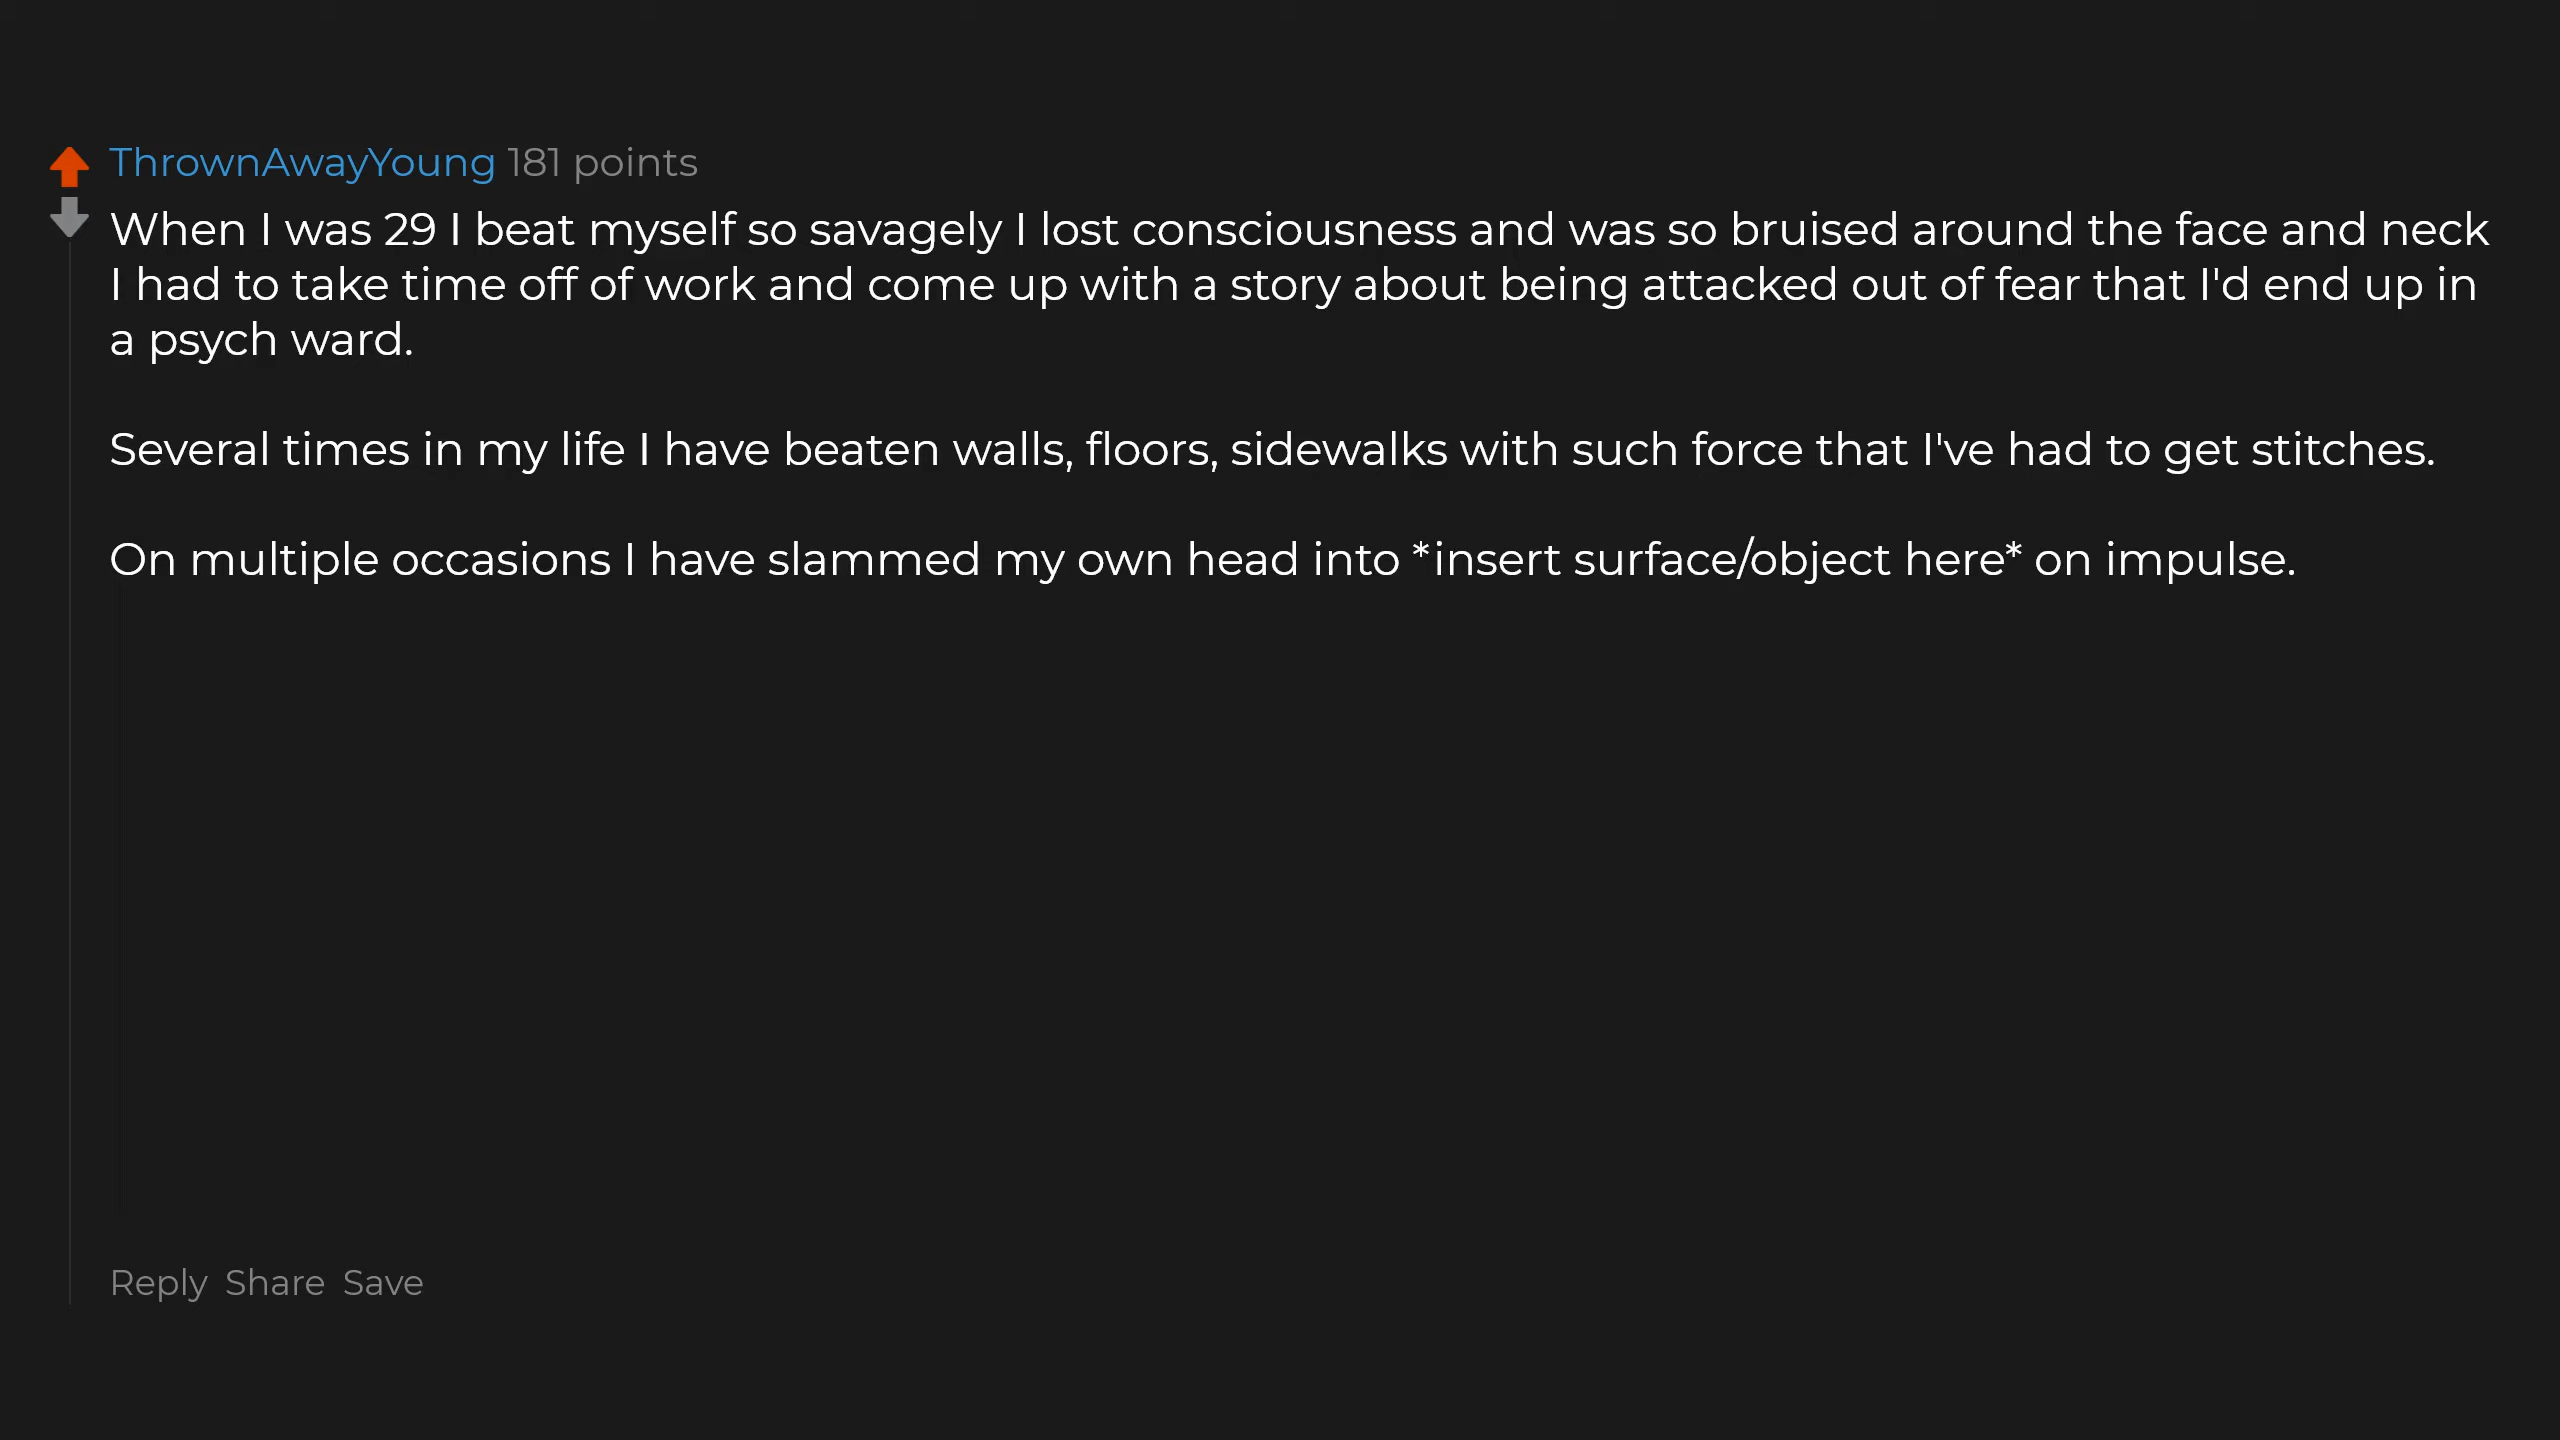 ThrownAwayYoung 181 points
When I was 29 I beat myself so savagely I lost consciousness and was so bruised around the face and neck
I had to take time off of work and come up with a story about being attacked out of fear that I'd end up in
a psych ward.
Several times in my life I have beaten walls, floors, sidewalks with such force that I've had to get stitches.
On multiple occasions I have slammed my own head into *insert surface/object here* on impulse.
Reply Share Save